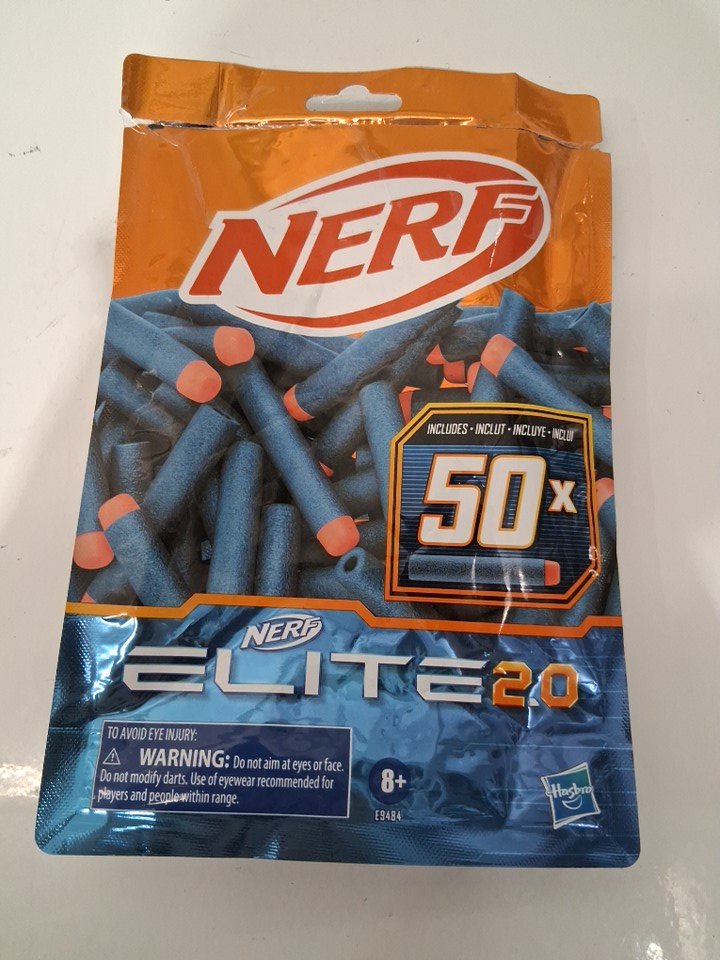 NERF
INCLUDES • INCLUT • INCLUYE • INCLUI
50x
NERF
ELITE 2.0
TO AVOID EYE INJURY:
WARNING: Do not aim at eyes or face.
Do not modify darts. Use of eyewear recommended for
players and people within range.
8+
E9484
Hasbro